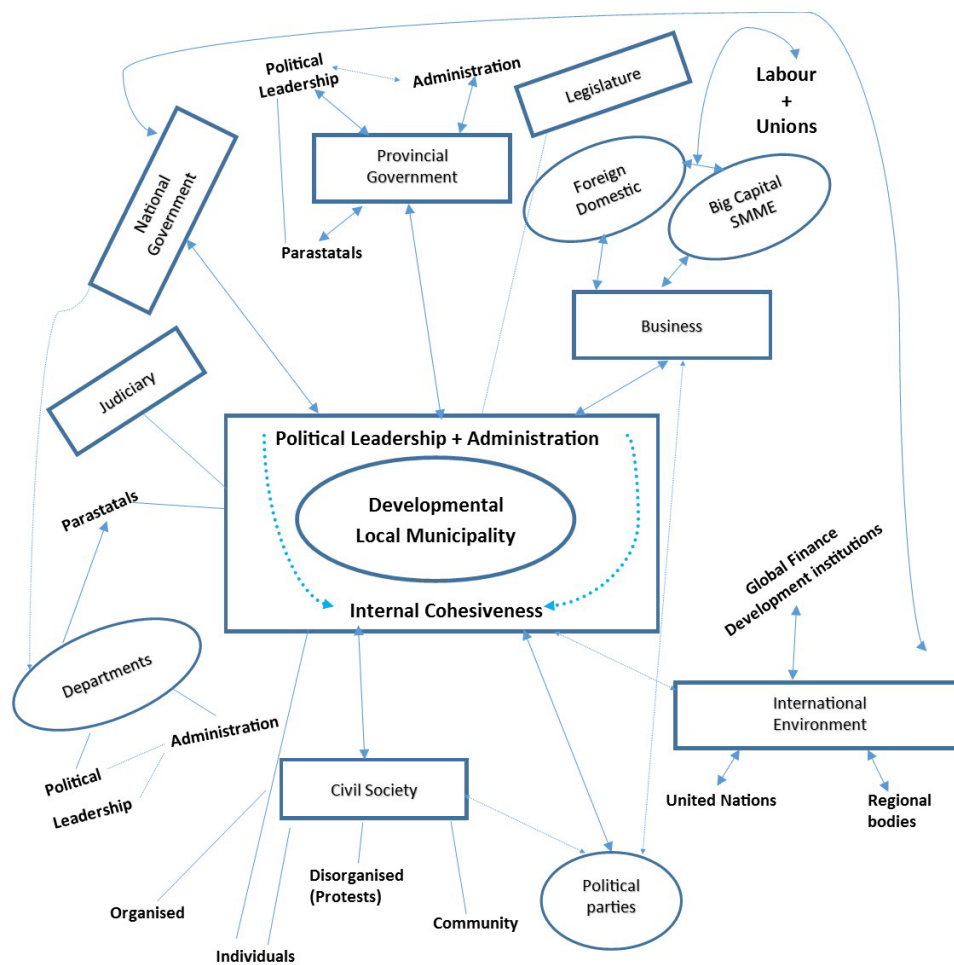 Political
Leadership
Administration
Legislature
Labour
+
Unions
National
Government
Provincial
Government
Foreign
Domestic
Big Capital
SMME
Parastatals
Business
Judiciary
Political Leadership + Administration
Developmental
Local Municipality
Internal Cohesiveness
Parastatals
Global Finance
Development institutions
Departments
Administration
Political
Leadership
International
Environment
Civil Society
United Nations
Regional
bodies
Disorganised
(Protests)
Political
parties
Organised
Community
Individuals